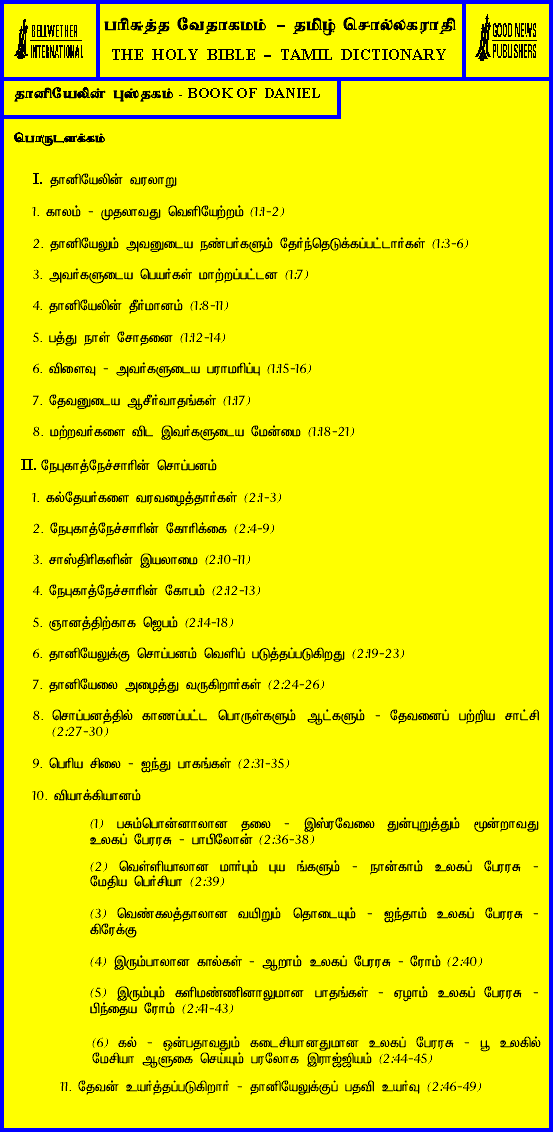 BELLWETHER
INTERNATIONAL
பரிசுத்த வேதாகமம் – தமிழ் சொல்லகராதி
THE HOLY BIBLE – TAMIL DICTIONARY
GOOD NEWS
PUBLISHERS
தானியேலின் புஸ்தகம் - BOOK OF DANIEL
பொருடளக்கம்
I. தானியேலின் வரலாறு
1. காலம் - முதலாவது வெளியேற்றம் (1:1-2)
2. தானியேலும் அவனுடைய நண்பர்களும் தேர்ந்தெடுக்கப்பட்டார்கள் (1:3-6)
3. அவர்களுடைய பெயர்கள் மாற்றப்பட்டன (1:7)
4. தானியேலின் தீர்மானம் (1:8-11)
5. பத்து நாள் சோதனை (1:12-14)
6. விளைவு - அவர்களுடைய பராமரிப்பு (1:15-16)
7. தேவனுடைய ஆசீர்வாதங்கள் (1:17)
8. மற்றவர்களை விட இவர்களுடைய மேன்மை (1:18-21)
II. நேபுகாத்நேச்சாரின் சொப்பனம்
1. கல்தேயர்களை வரவழைத்தார்கள் (2:1-3)
2. நேபுகாத்நேச்சாரின் கோரிக்கை (2:4-9)
3. சாஸ்திரிகளின் இயலாமை (2:10-11)
4. நேபுகாத்நேச்சாரின் கோபம் (2:12-13)
5. ஞானத்திற்காக ஜெபம் (2:14-18)
6. தானியேலுக்கு சொப்பனம் வெளிப் படுத்தப்படுகிறது (2:19-23)
7. தானியேலை அழைத்து வருகிறார்கள் (2:24-26)
8. சொப்பனத்தில் காணப்பட்ட பொருள்களும் ஆட்களும் - தேவனைப் பற்றிய சாட்சி
(2:27-30)
9. பெரிய சிலை - ஐந்து பாகங்கள் (2:31-35)
10. வியாக்கியானம்
(1) பசும்பொன்னாலான தலை - இஸ்ரவேலை துன்புறுத்தும் மூன்றாவது
உலகப் பேரரசு - பாபிலோன் (2:36-38)
(2) வெள்ளியாலான மார்பும் புய ங்களும் - நான்காம் உலகப் பேரரசு -
மேதிய பெர்சியா (2:39)
(3) வெண்கலத்தாலான வயிறும் தொடையும் - ஐந்தாம் உலகப் பேரரசு -
கிரேக்கு
(4) இரும்பாலான கால்கள் - ஆறாம் உலகப் பேரரசு - ரோம் (2:40)
(5) இரும்பும் களிமண்ணினாலுமான பாதங்கள் - ஏழாம் உலகப் பேரரசு -
பிந்தைய ரோம் (2:41-43)
(6) கல் - ஒன்பதாவதும் கடைசியானதுமான உலகப் பேரரசு - பூ உலகில்
மேசியா ஆளுகை செய்யும் பரலோக இராஜ்ஜியம் (2:44-45)
11. தேவன் உயர்த்தப்படுகிறார் - தானியேலுக்குப் பதவி உயர்வு (2:46-49)